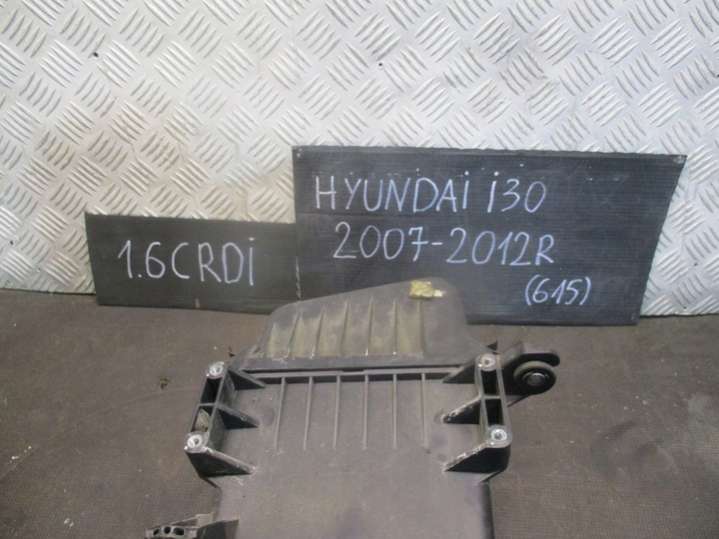 1.6CRDi
HYUNDAI i30
2007-2012R
(615)